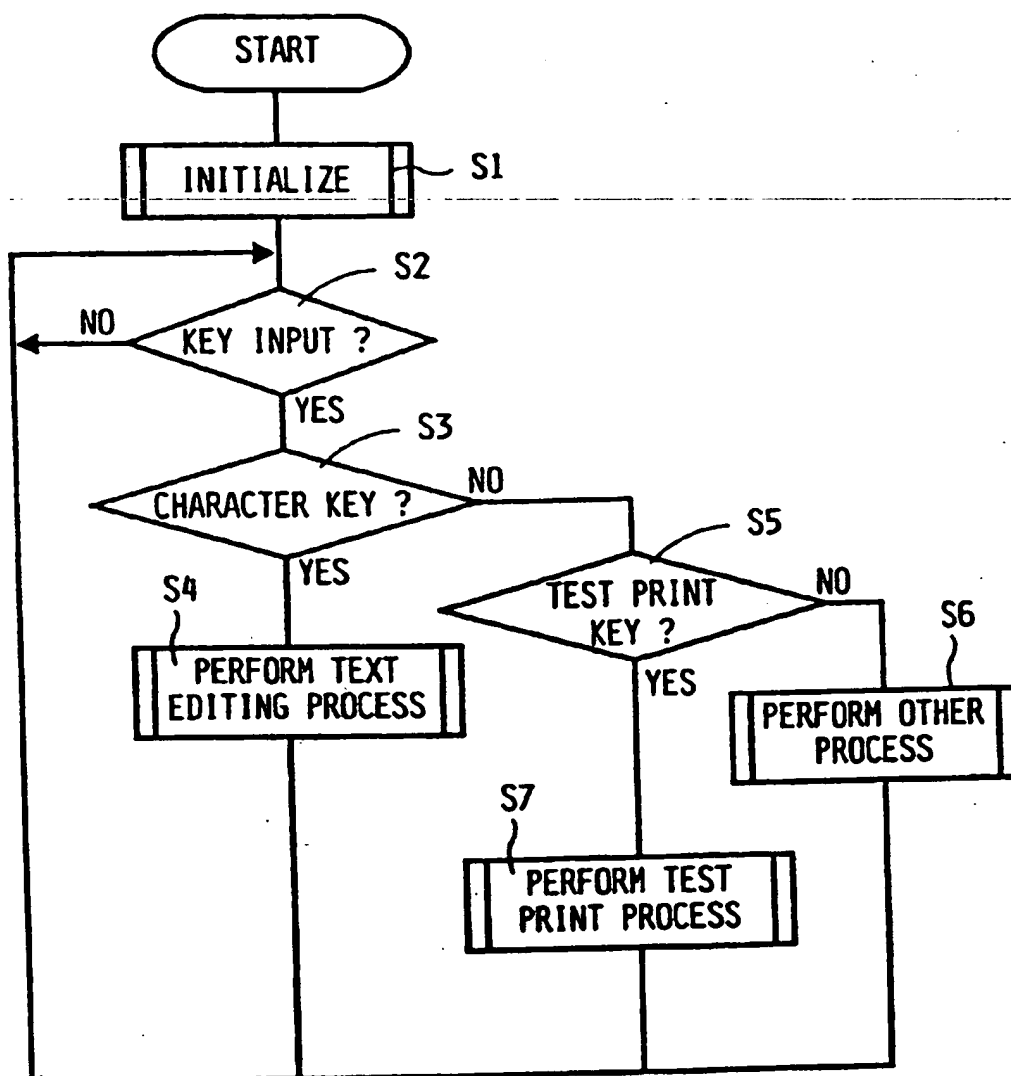 START
INITIALIZE
S1
S2
NO
KEY INPUT ?
YES
S3
CHARACTER KEY ?
NO
YES
S5
TEST PRINT
KEY ?
NO
YES
S4
PERFORM TEXT
EDITING PROCESS
S6
PERFORM OTHER
PROCESS
S7
PERFORM TEST
PRINT PROCESS